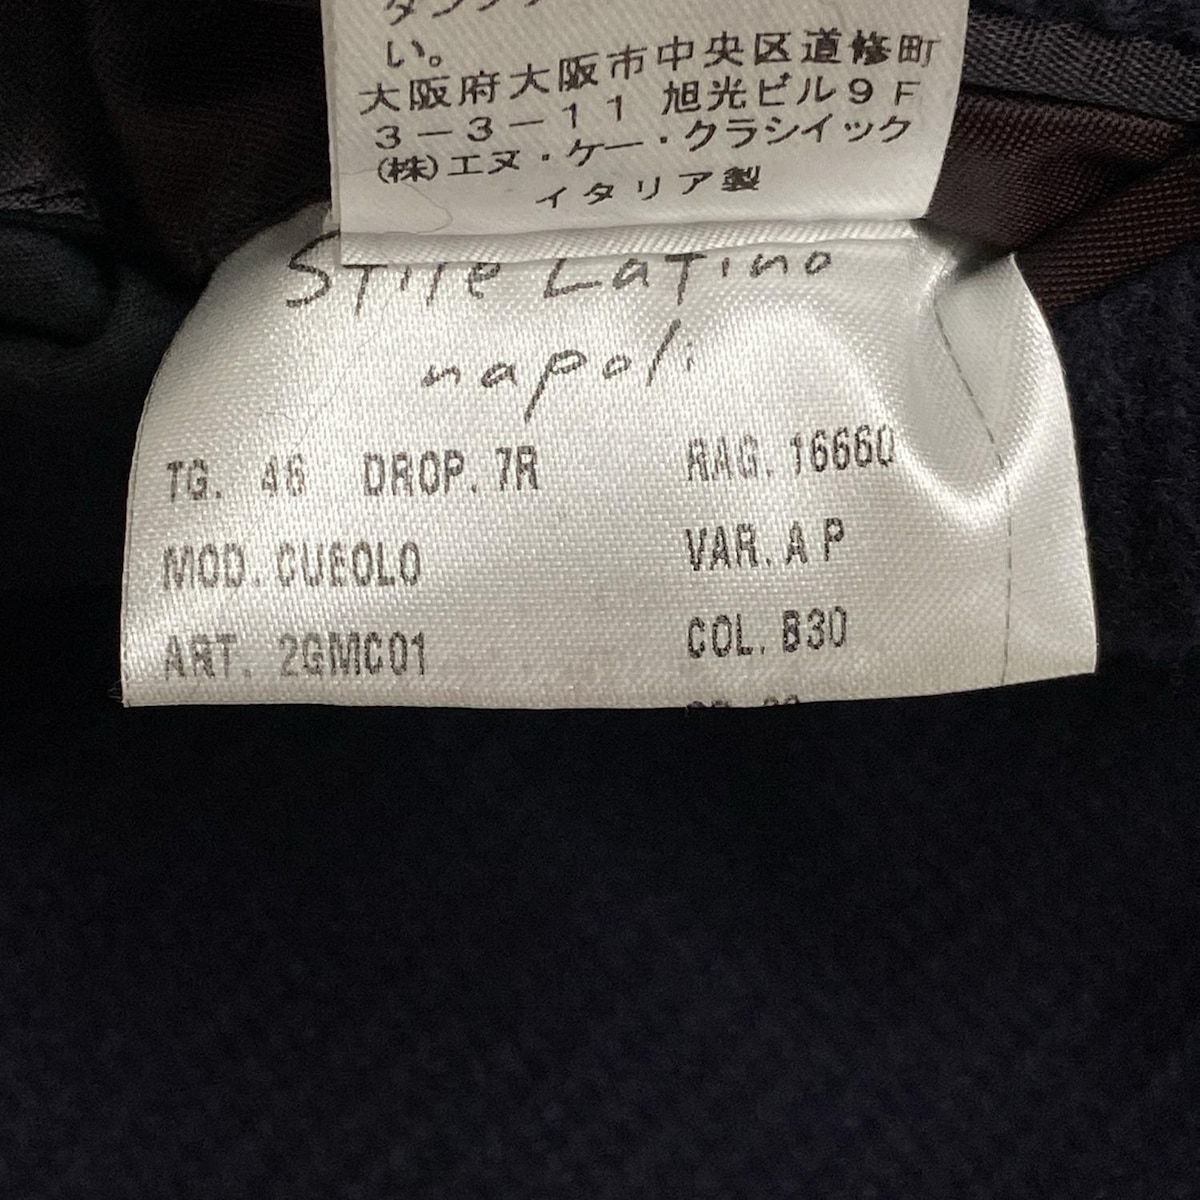 い。
大阪府大阪市中央区道修町
3－3－11 旭光ビル9F
(株)エヌ・ケー・クラシイック
イタリア製
Stile Latino
napoli
TG. 46 DROP. 7R RAG. 16660
MOD. CUEOLO VAR. A P
ART. 2GMC01 COL. B30